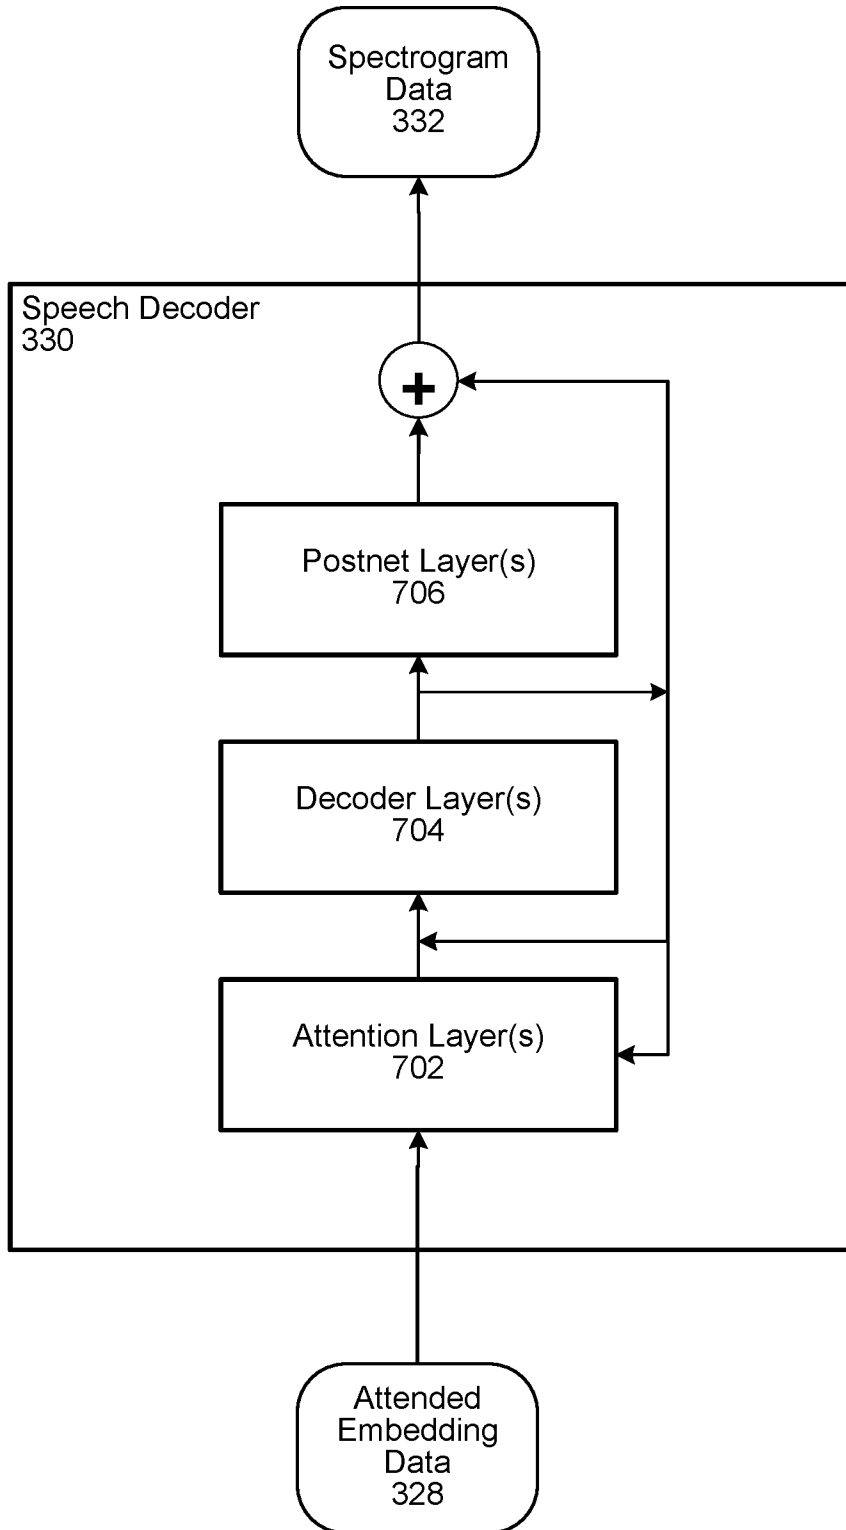 Spectrogram
Data
332
Speech Decoder
330
+
Postnet Layer(s)
706
Decoder Layer(s)
704
Attention Layer(s)
702
Attended
Embedding
Data
328